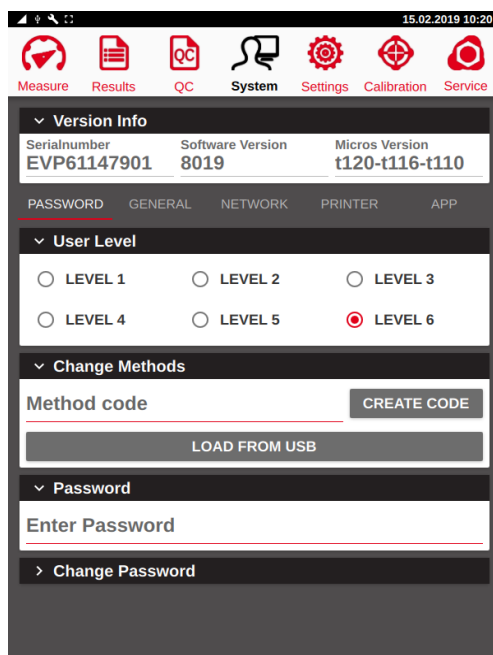 15.02.2019 10:20
QC
Measure Results QC System Settings Calibration Service
Version Info
Serialnumber Software Version Micros Version
EVP61147901 8019 t120-t116-t110
PASSWORD GENERAL NETWORK PRINTER APP
User Level
LEVEL 1 LEVEL 2 LEVEL 3
LEVEL 4 LEVEL 5 LEVEL 6
Change Methods
Method code CREATE CODE
LOAD FROM USB
Password
Enter Password
Change Password